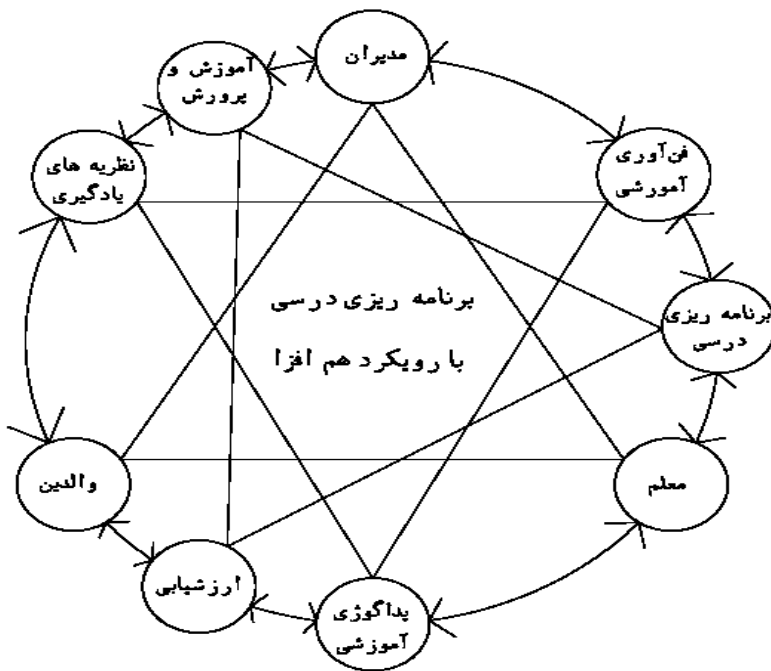 مدیران
آموزش و
پرورش
فن‌آوری
آمورشی
نظریه های
یادگیری
برنامه ریزی درسی
با رویکرد هم افزا
برنامه ریزی
درسی
والدین
معلم
ارزشیابی
پداگوژی
آموزشی